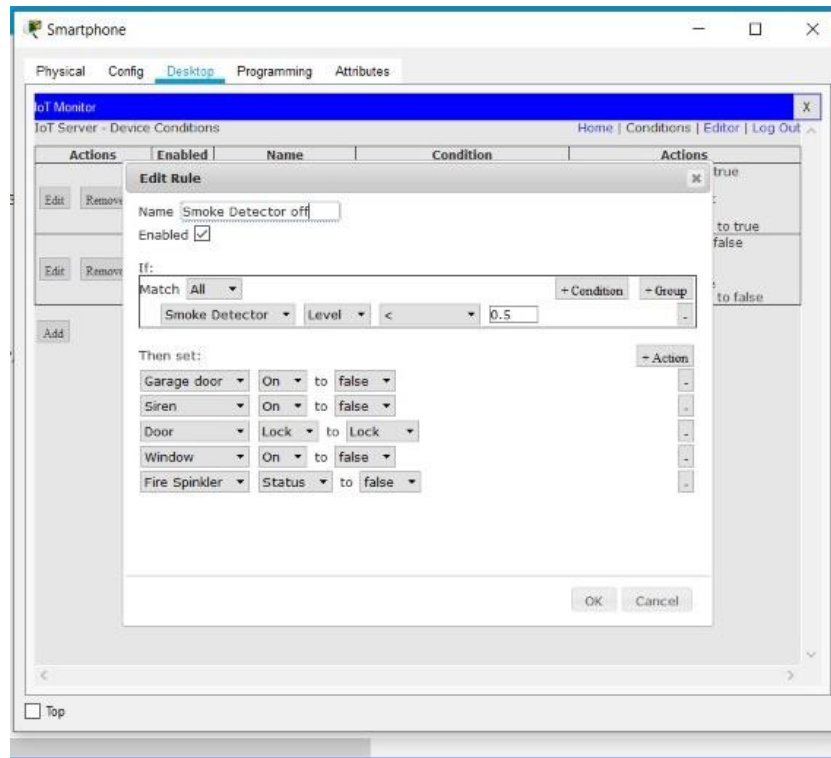 Smartphone
Physical Config Desktop Programming Attributes
IoT Monitor X
IoT Server - Device Conditions Home | Conditions | Editor | Log Out
Actions Enabled Name Condition Actions
Edit Rule
true
Edit Remove
Name Smoke Detector off
to true
Enabled
false
If:
Edit
Match All + Condition + Group
to false
Smoke Detector Level < 0.5 -
Add
Then set: + Action
Garage door On to false -
Siren On to false -
Door Lock to Lock -
Window On to false -
Fire Spinkler Status to false -
OK Cancel
Top